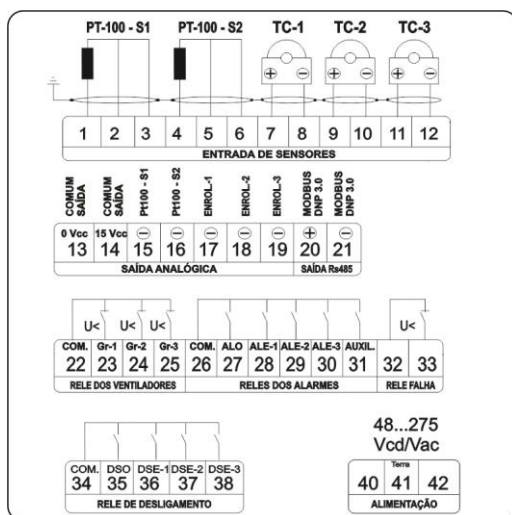 PT-100 - S1 PT-100 - S2 TC-1 TC-2 TC-3
⊕ ⊖ ⊕ ⊖ ⊕ ⊖
1 2 3 4 5 6 7 8 9 10 11 12
ENTRADA DE SENSORES
COMUM SAÍDA
COMUM SAÍDA
Pt100 - S1
Pt100 - S2
ENROL-1
ENROL-2
ENROL-3
MODBUS DNP 3.0
MODBUS DNP 3.0
0 Vcc 15 Vcc ⊖ ⊖ ⊖ ⊖ ⊖ ⊕ ⊖
13 14 15 16 17 18 19 20 21
SAÍDA ANALÓGICA SAÍDA Rs485
U< U< U< U<
COM. Gr-1 Gr-2 Gr-3 COM. ALO ALE-1 ALE-2 ALE-3 AUXIL.
22 23 24 25 26 27 28 29 30 31 32 33
RELE DOS VENTILADORES RELES DOS ALARMES RELE FALHA
48...275
Vcd/Vac
COM. DSO DSE-1 DSE-2 DSE-3
34 35 36 37 38
RELE DE DESLIGAMENTO
Terra
40 41 42
ALIMENTAÇÃO